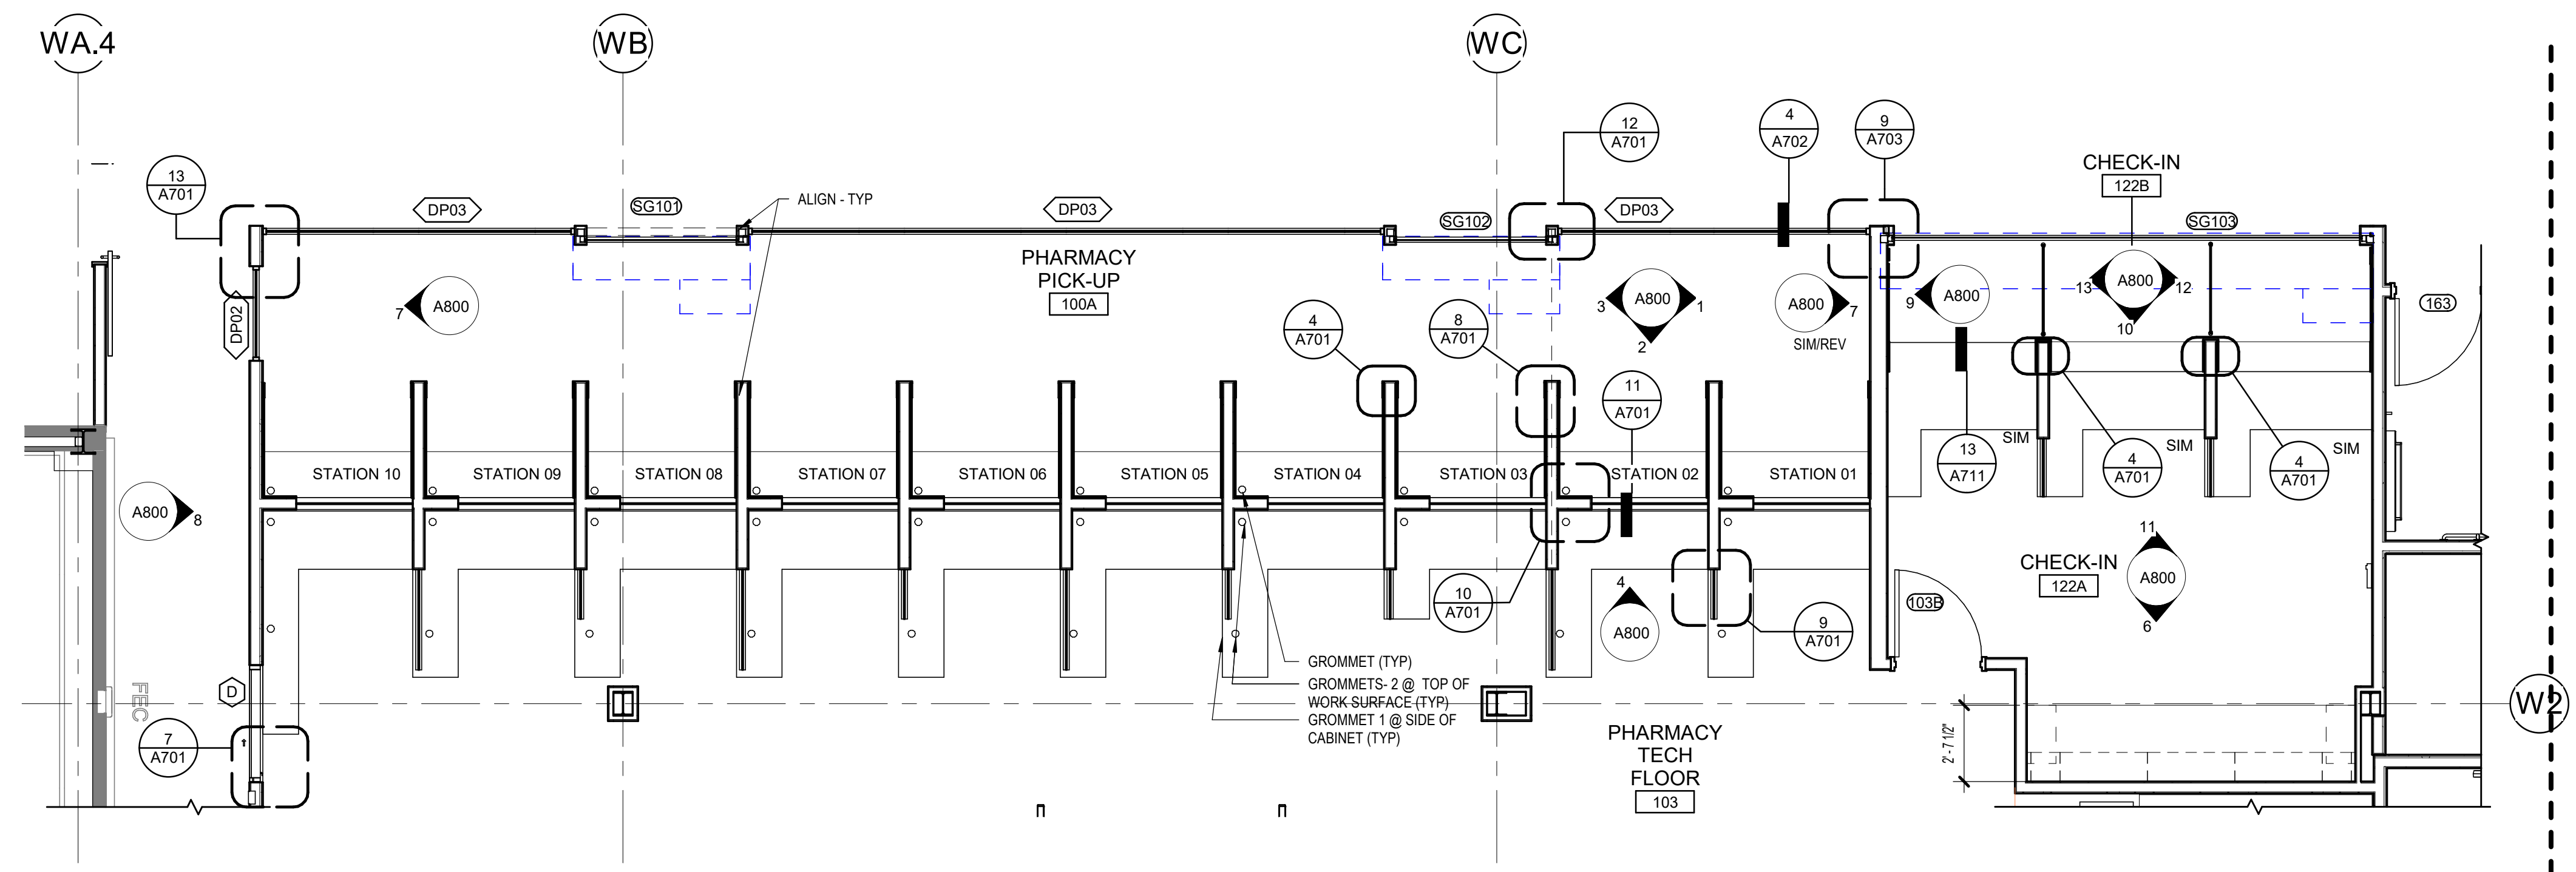 WA.4
WB
WC
12
A701
4
A702
9
A703
CHECK-IN
122B
13
A701
DP03
SG101
ALIGN - TYP
DP03
SG102
DP03
SG103
PHARMACY
PICK-UP
100A
DP02
7
A800
4
A701
8
A701
3
A800
1
2
A800
7
SIM/REV
9
A800
13
A800
12
10
163
11
A701
STATION 10
STATION 09
STATION 08
STATION 07
STATION 06
STATION 05
STATION 04
STATION 03
STATION 02
STATION 01
13
A711
SIM
4
A701
SIM
4
A701
SIM
A800
8
11
A800
6
CHECK-IN
122A
10
A701
4
A800
9
A701
103B
GROMMET (TYP)
GROMMETS- 2 @ TOP OF
WORK SURFACE (TYP)
GROMMET 1 @ SIDE OF
CABINET (TYP)
D
FEC
7
A701
PHARMACY
TECH
FLOOR
103
2' - 7 1/2"
W2